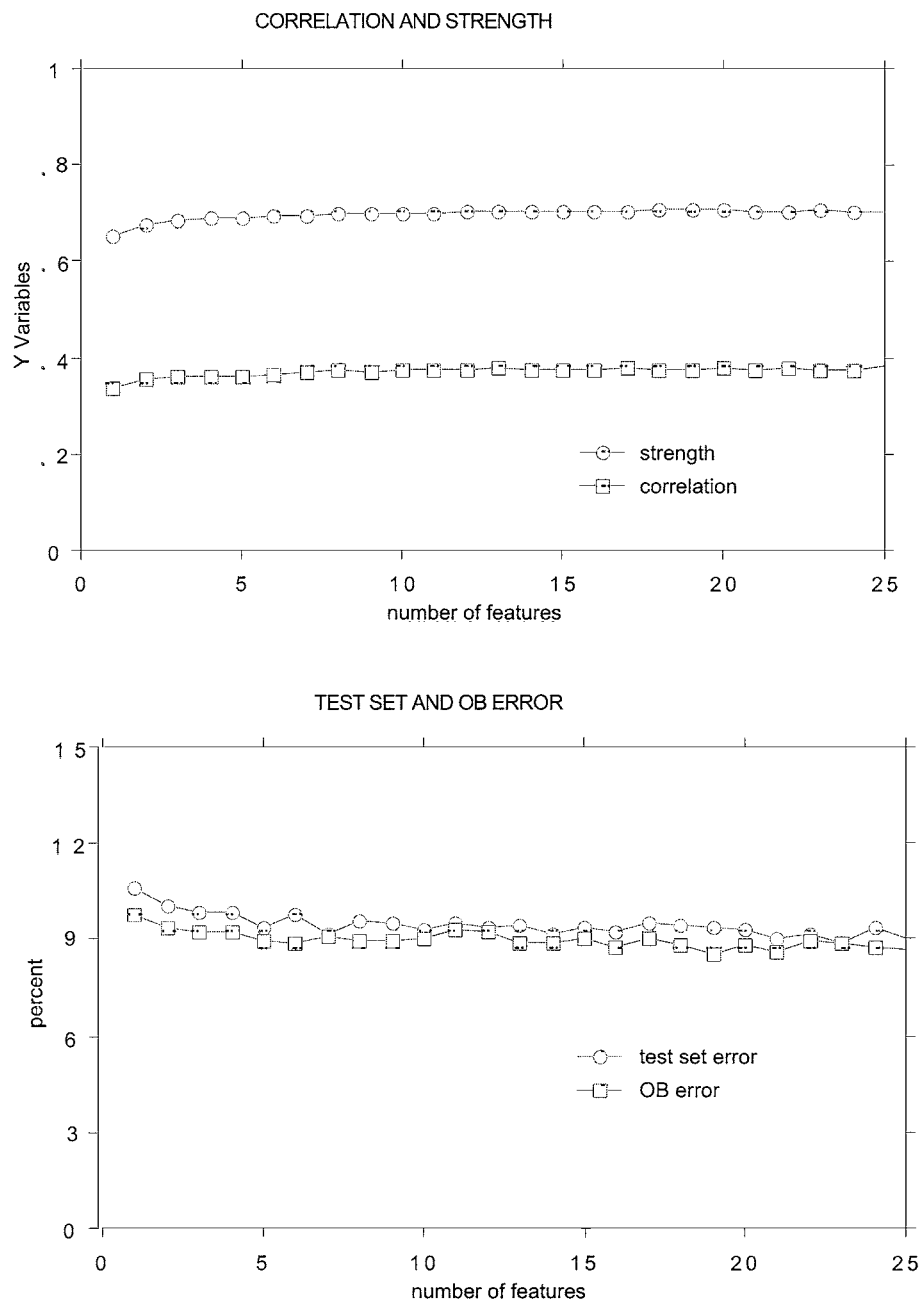 CORRELATION AND STRENGTH
1
. 8
. 6
. 4
. 2
0
Y Variables
strength
correlation
0 5 10 15 20 25
number of features
TEST SET AND OB ERROR
15
12
9
6
3
0
percent
test set error
OB error
0 5 10 15 20 25
number of features